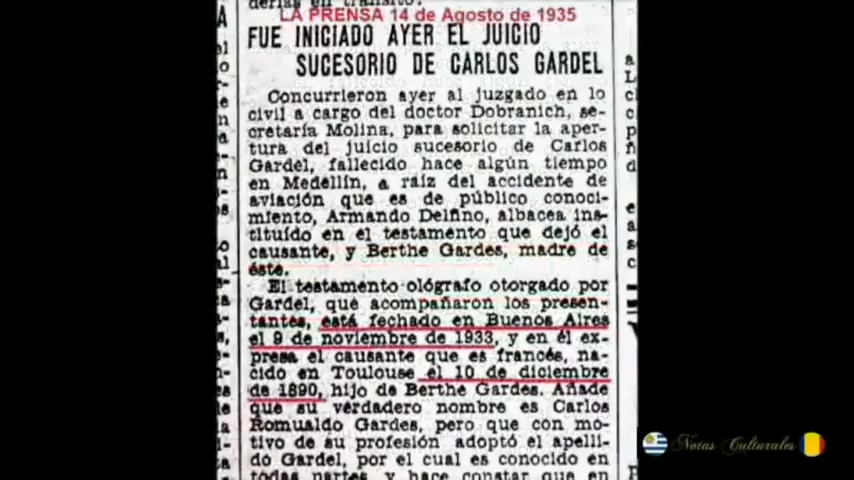 derías en tránsito.
LA PRENSA 14 de Agosto de 1935
FUE INICIADO AYER EL JUICIO
SUCESORIO DE CARLOS GARDEL
Concurrieron ayer al juzgado en lo
civil a cargo del doctor Dobranich, se-
cretaría Molina, para solicitar la aper-
tura del juicio sucesorio de Carlos
Gardel, fallecido hace algún tiempo
en Medellín, a raíz del accidente de
aviación que es de público conoci-
miento, Armando Delfino, albacea ins-
tituído en el testamento que dejó el
causante, y Berthe Gardes, madre de
éste.
El testamento ológrafo otorgado por
Gardel, que acompañaron los presen-
tantes, está fechado en Buenos Aires
el 9 de noviembre de 1933, y en él ex-
presa el causante que es francés, na-
cido en Toulouse el 10 de diciembre
de 1890, hijo de Berthe Gardes. Añade
que su verdadero nombre es Carlos
Romualdo Gardes, pero que con mo-
tivo de su profesión adoptó el apelli-
do Gardel, por el cual es conocido en
todas partes, y hace constar que en
Notas Culturales